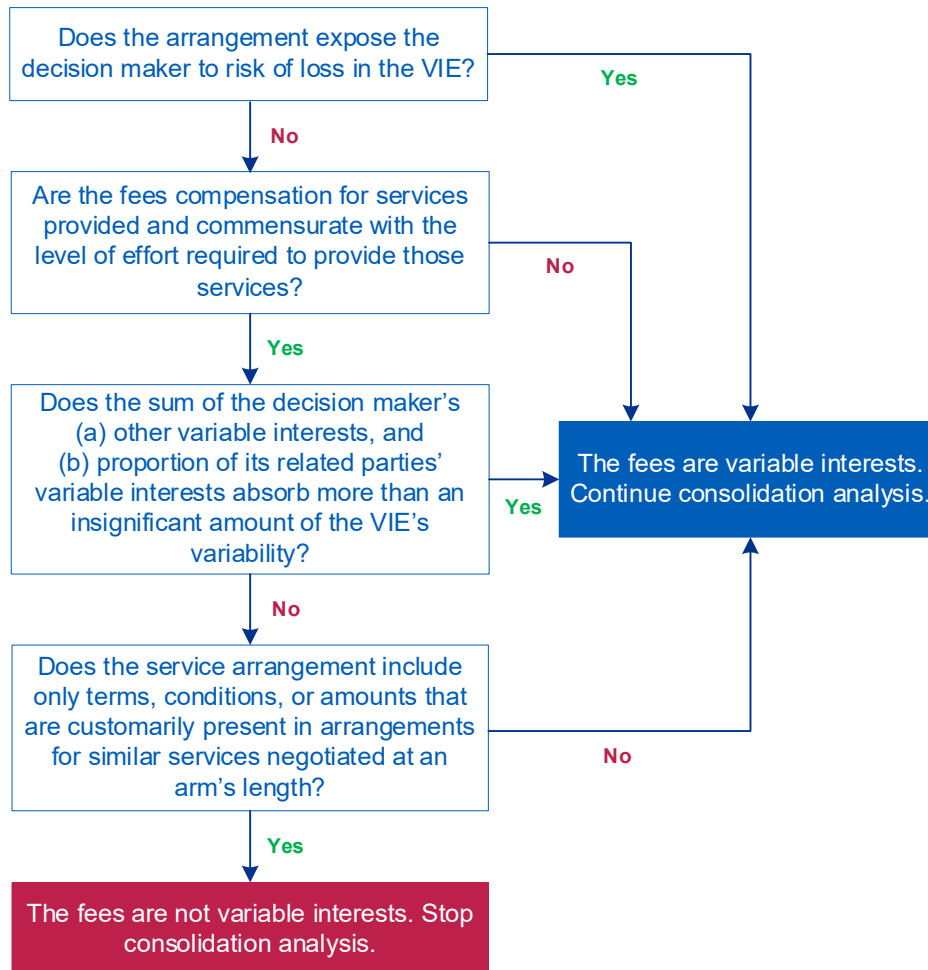 Does the arrangement expose the
decision maker to risk of loss in the VIE?
Yes
No
Are the fees compensation for services
provided and commensurate with the
level of effort required to provide those
services?
No
Yes
Does the sum of the decision maker’s
(a) other variable interests, and
(b) proportion of its related parties’
variable interests absorb more than an
insignificant amount of the VIE’s
variability?
Yes
The fees are variable interests.
Continue consolidation analysis.
No
Does the service arrangement include
only terms, conditions, or amounts that
are customarily present in arrangements
for similar services negotiated at an
arm’s length?
No
Yes
The fees are not variable interests. Stop
consolidation analysis.